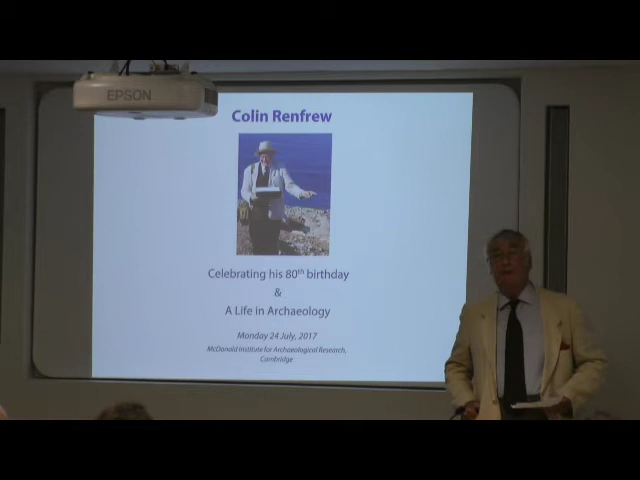 EPSON
Colin Renfrew
Celebrating his 80th birthday
&
A Life in Archaeology
Monday 24 July, 2017
McDonald Institute for Archaeological Research,
Cambridge